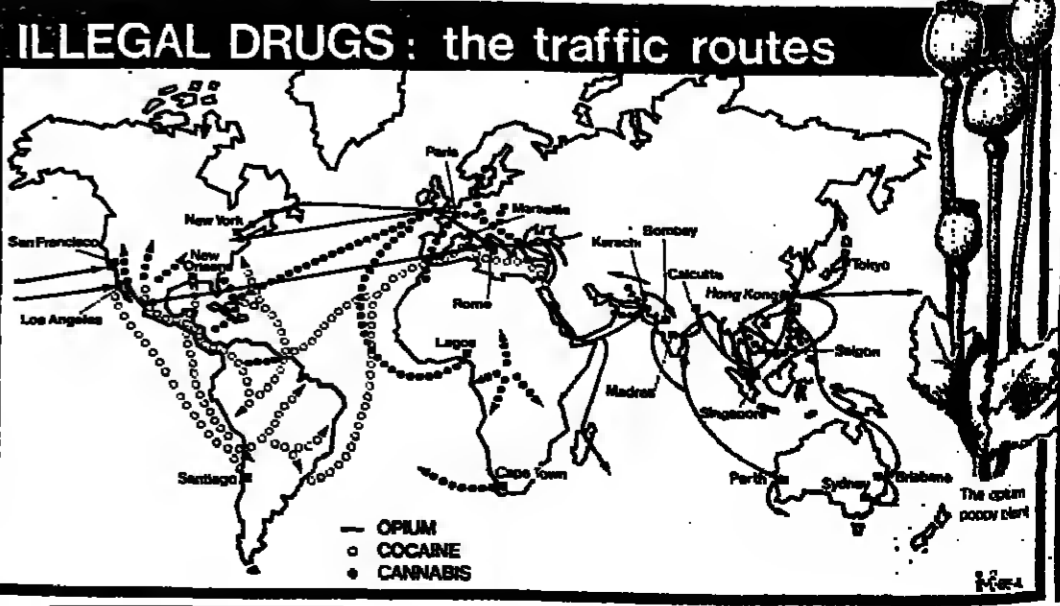 ILLEGAL DRUGS: the traffic routes
Paris
New York
Marseille
San Francisco
Karachi
Bombay
New
Orleans
Calcutta
Tokyo
Hong Kong
Los Angeles
Rome
Lagos
Saigon
Madras
Singapore
Santiago
Cape Town
Perth
Sydney
Brisbane
The opium
poppy plant
OPIUM
COCAINE
CANNABIS